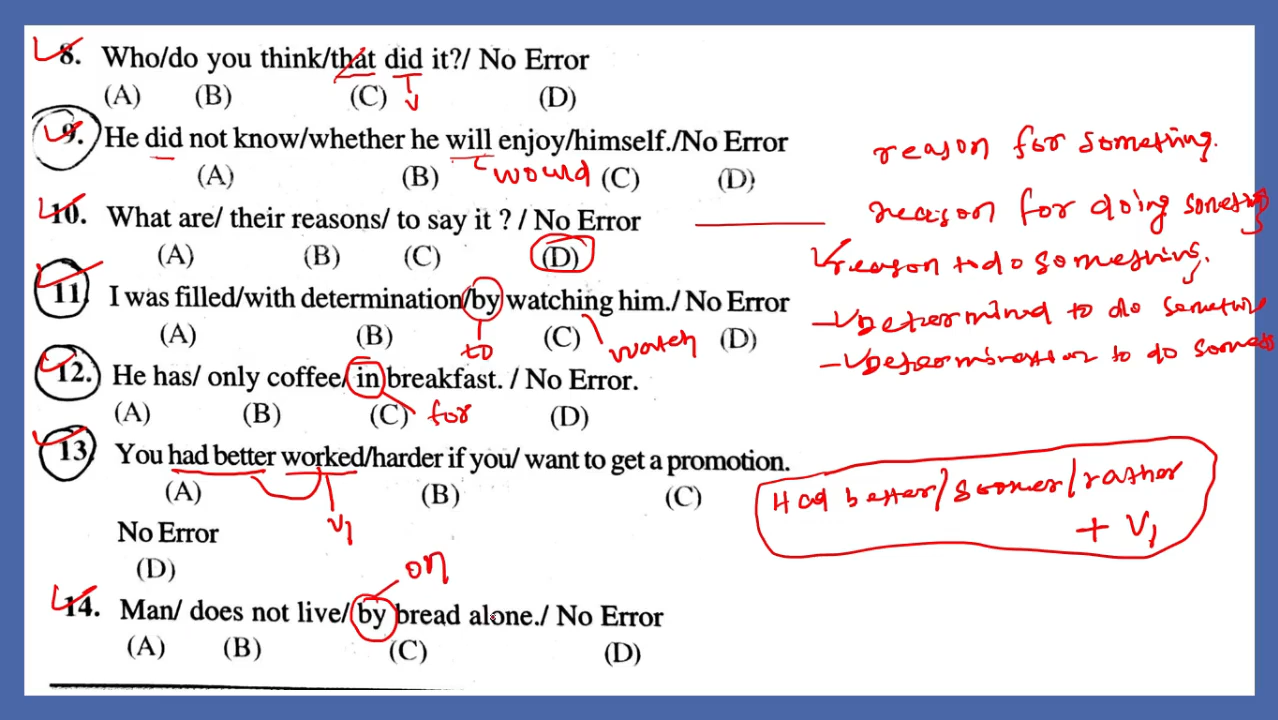 8. Who/do you think/that did it?/ No Error
(A) (B) (C) (D)
V
9. He did not know/whether he will enjoy/himself./No Error
would
(A) (B) (C) (D)
reason for something.
10. What are/ their reasons/ to say it ? / No Error
(A) (B) (C) (D)
reason for doing something
reason to do something.
11. I was filled/with determination/by watching him./ No Error
(A) (B) (C) (D)
to watch
Determined to do
Determination to do
12. He has/ only coffee/ in breakfast. / No Error.
(A) (B) (C) (D)
for
13. You had better worked/harder if you/ want to get a promotion.
(A) (B) (C)
V1
No Error
(D)
Had better/sooner/rather
+ V1
on
14. Man/ does not live/ by bread alone./ No Error
(A) (B) (C) (D)